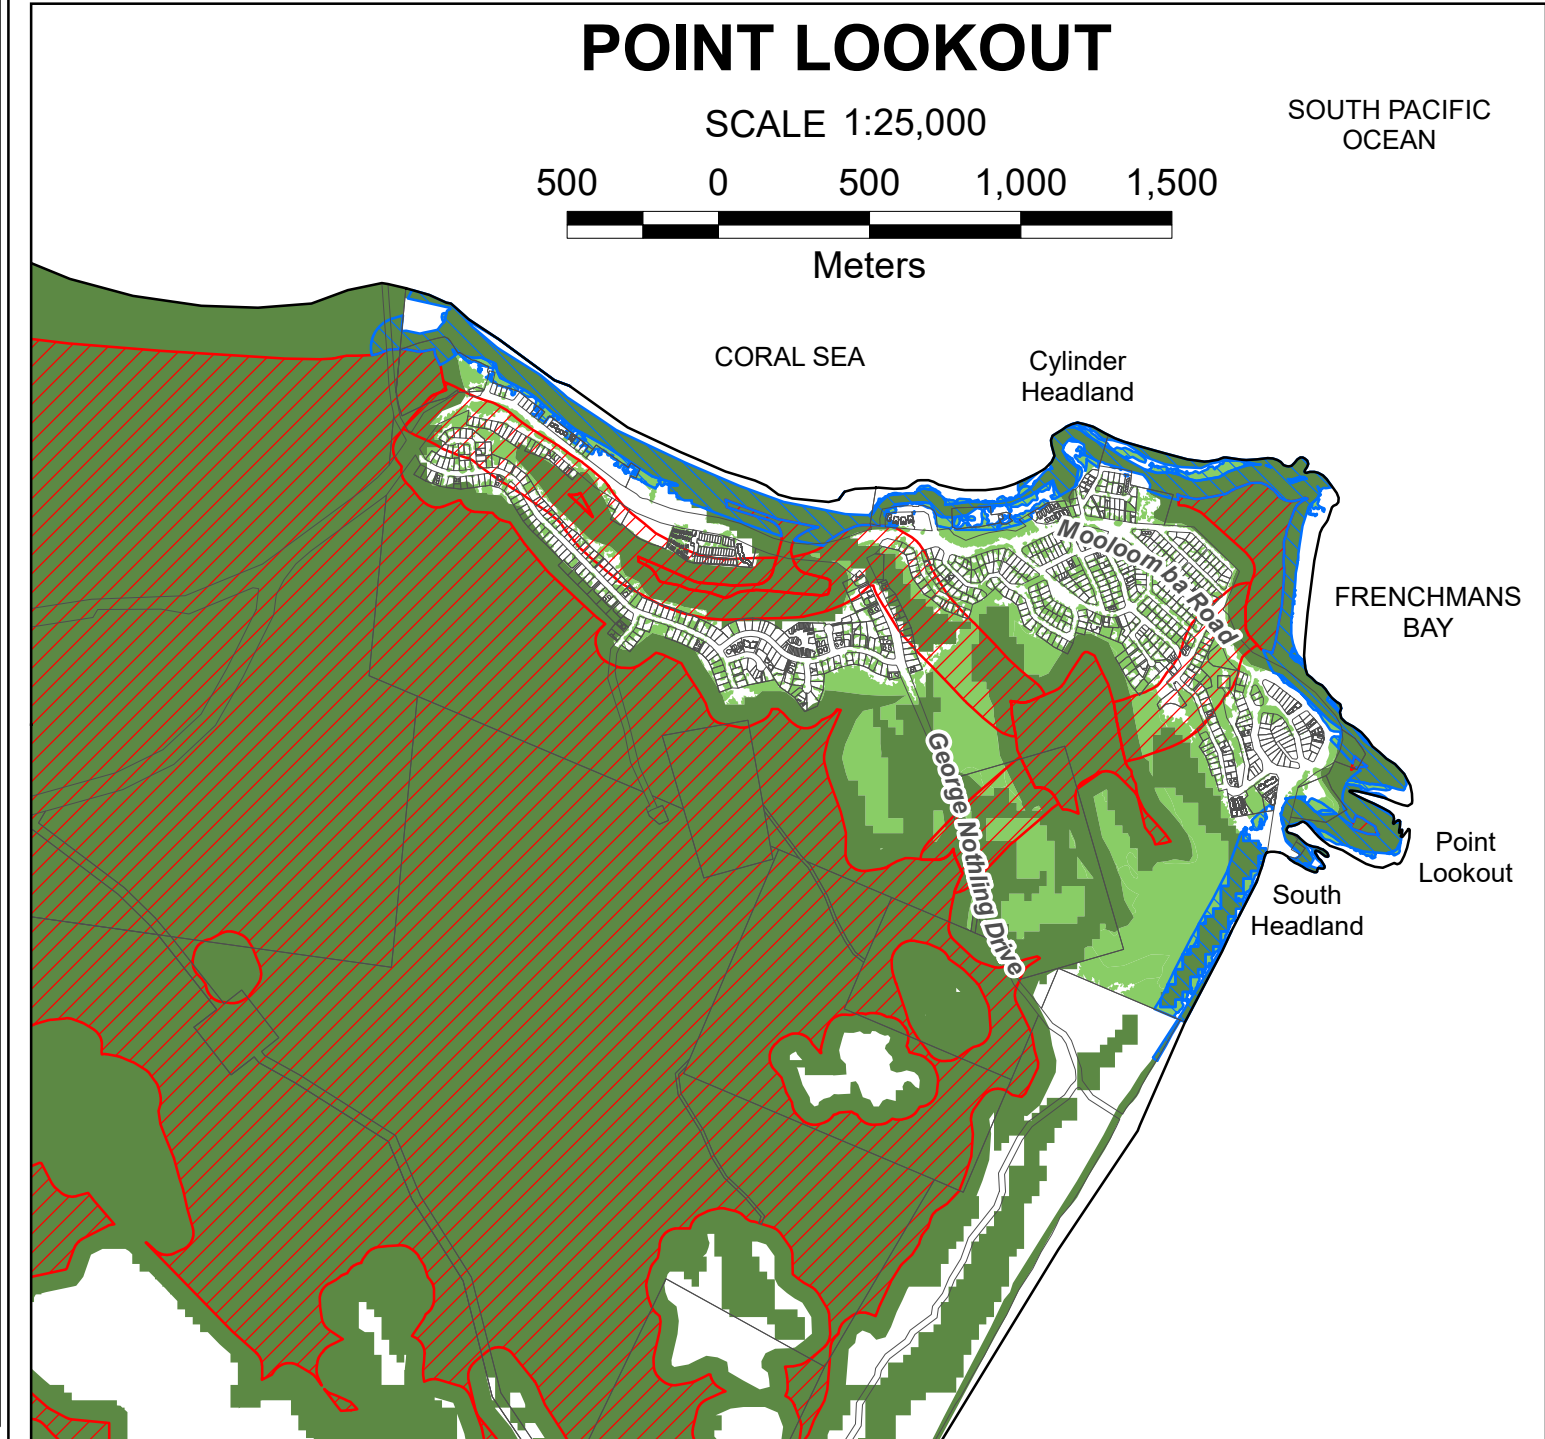 POINT LOOKOUT
SCALE 1:25,000
SOUTH PACIFIC
OCEAN
500 0 500 1,000 1,500
Meters
CORAL SEA
Cylinder
Headland
Mooloomba Road
FRENCHMANS
BAY
George Nothling Drive
Point
Lookout
South
Headland